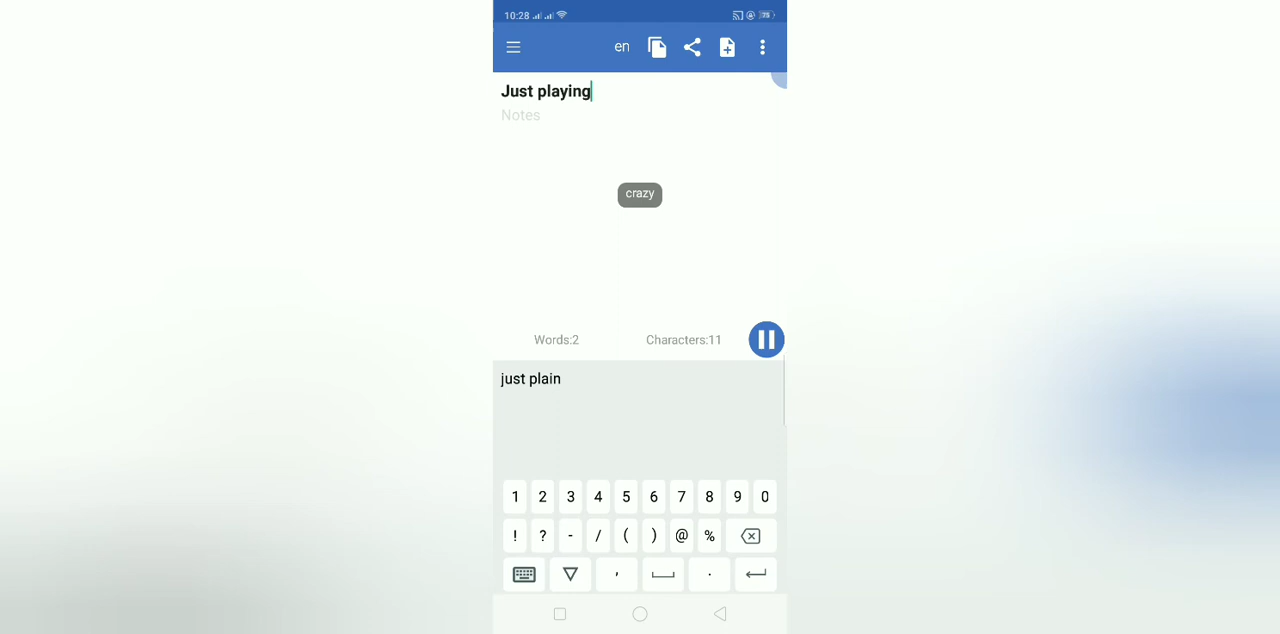 10:28 75
en
Just playing
Notes
crazy
Words:2 Characters:11
just plain
1 2 3 4 5 6 7 8 9 0
! ? - / ( ) @ %
, .